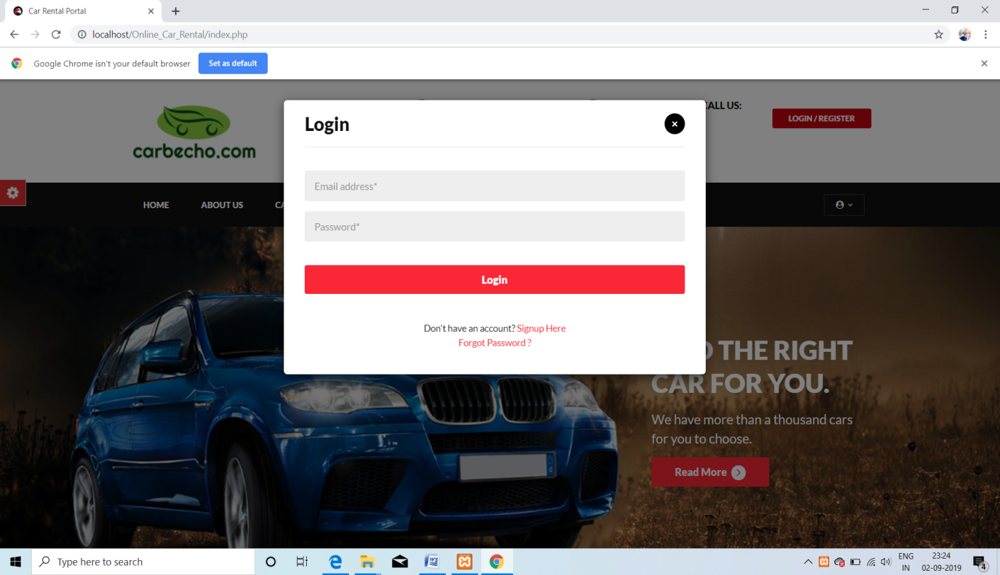 Car Rental Portal
localhost/Online_Car_Rental/index.php
Google Chrome isn't your default browser Set as default
carbecho.com
CALL US:
LOGIN / REGISTER
Login
HOME ABOUT US CA
Email address*
Password*
Login
Don't have an account? Signup Here
Forgot Password ?
THE RIGHT
CAR FOR YOU.
We have more than a thousand cars
for you to choose.
Read More
Type here to search
ENG
IN
23:24
02-09-2019
4